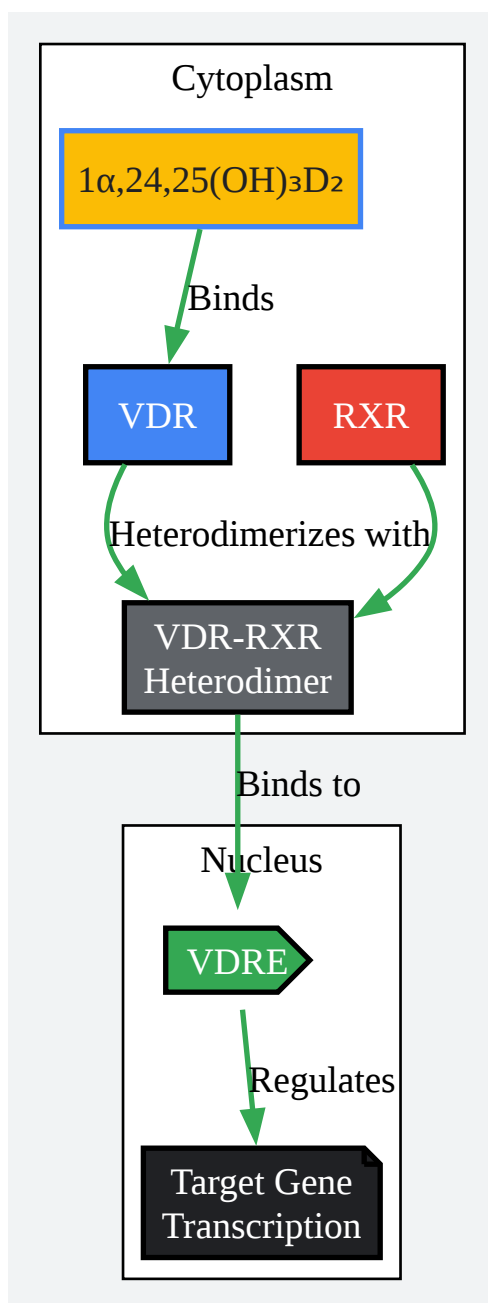 Cytoplasm
1α,24,25(OH)₃D₂
Binds
VDR
RXR
Heterodimerizes with
VDR-RXR
Heterodimer
Binds to
Nucleus
VDRE
Regulates
Target Gene
Transcription